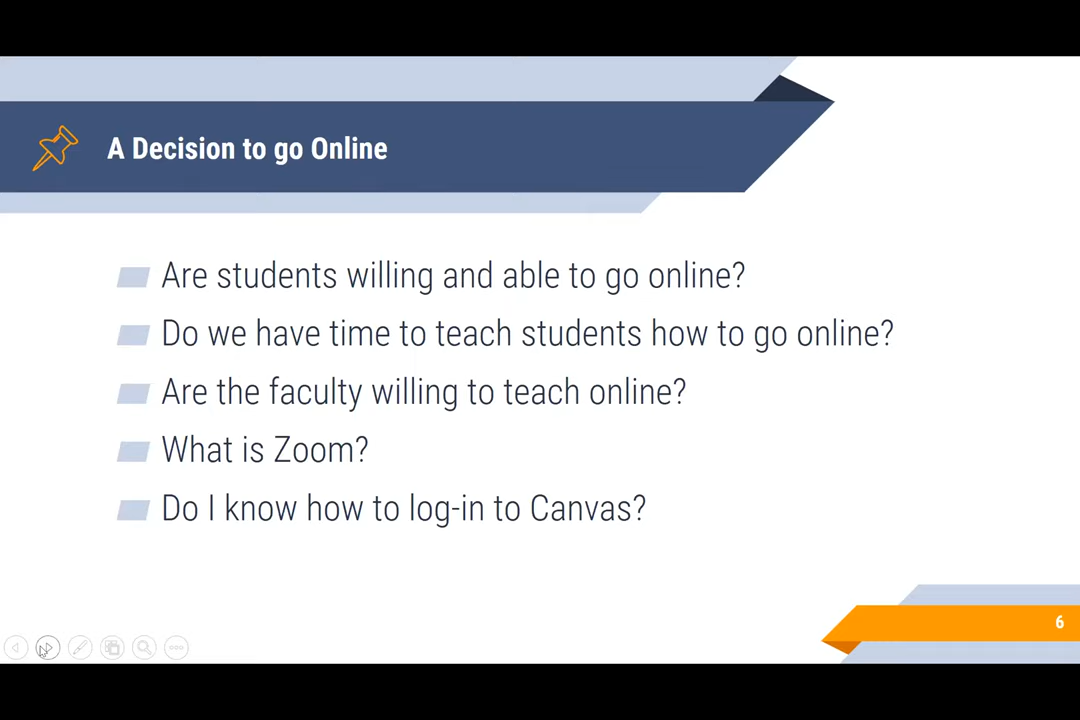 A Decision to go Online
Are students willing and able to go online?
Do we have time to teach students how to go online?
Are the faculty willing to teach online?
What is Zoom?
Do I know how to log-in to Canvas?
6